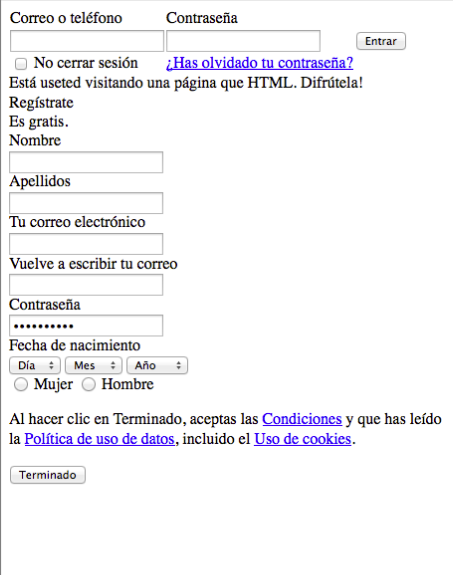 Correo o teléfono Contraseña
Entrar
No cerrar sesión ¿Has olvidado tu contraseña?
Está useted visitando una página que HTML. Difrútela!
Regístrate
Es gratis.
Nombre
Apellidos
Tu correo electrónico
Vuelve a escribir tu correo
Contraseña
••••••••••
Fecha de nacimiento
Día Mes Año
Mujer Hombre
Al hacer clic en Terminado, aceptas las Condiciones y que has leído
la Política de uso de datos, incluido el Uso de cookies.
Terminado